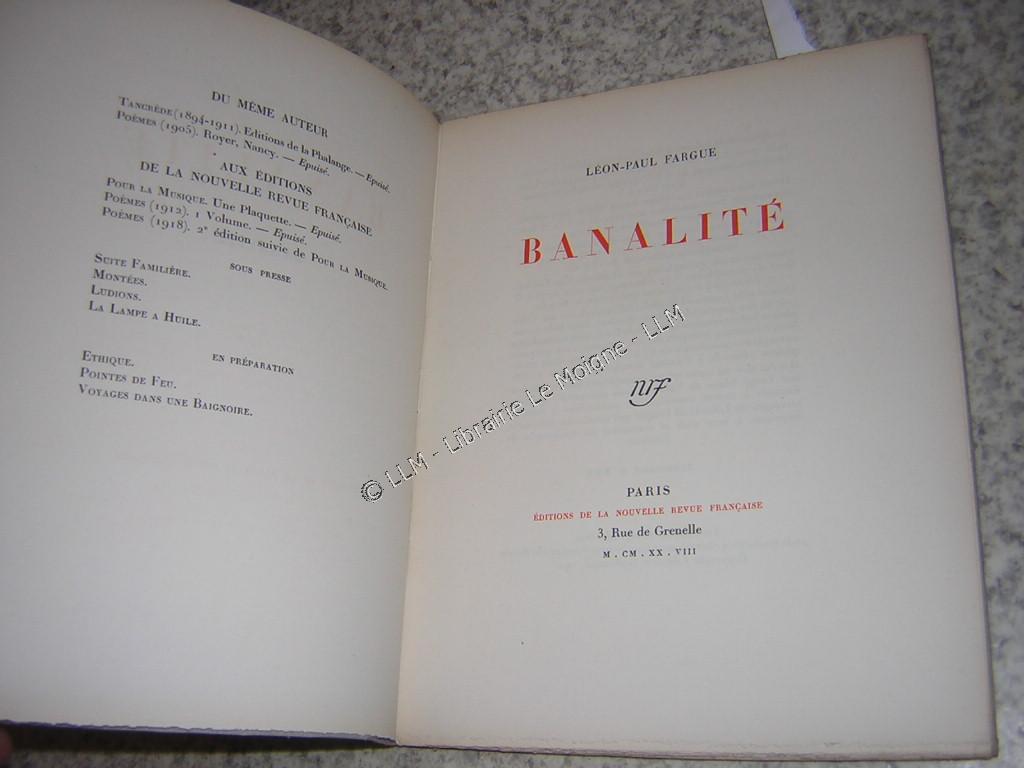 DU MÊME AUTEUR
TANCRÈDE (1894-1911). Editions de la Phalange. — Epuisé.
POÈMES (1905). Royer, Nancy. — Epuisé.
AUX ÉDITIONS
DE LA NOUVELLE REVUE FRANÇAISE
POUR LA MUSIQUE. Une Plaquette. — Epuisé.
POÈMES (1912). 1 Volume. — Epuisé.
POÈMES (1918). 2e édition suivie de POUR LA MUSIQUE.
SOUS PRESSE
SUITE FAMILIÈRE.
MONTÉES.
LUDIONS.
LA LAMPE A HUILE.
EN PRÉPARATION
ETHIQUE.
POINTES DE FEU.
VOYAGES DANS UNE BAIGNOIRE.
LÉON-PAUL FARGUE
BANALITÉ
nrf
PARIS
ÉDITIONS DE LA NOUVELLE REVUE FRANÇAISE
3, Rue de Grenelle
M . CM . XX . VIII
© LLM - Librairie Le Moigne - LLM